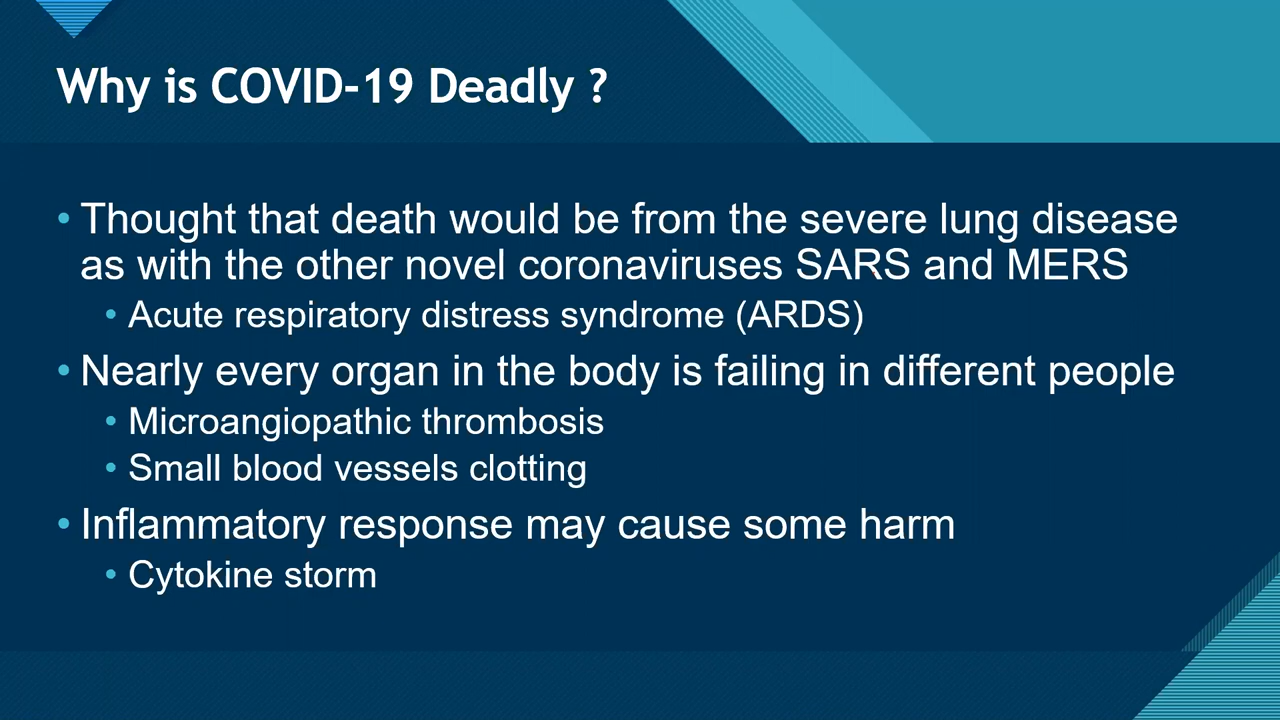 Why is COVID-19 Deadly ?
• Thought that death would be from the severe lung disease
as with the other novel coronaviruses SARS and MERS
• Acute respiratory distress syndrome (ARDS)
• Nearly every organ in the body is failing in different people
• Microangiopathic thrombosis
• Small blood vessels clotting
• Inflammatory response may cause some harm
• Cytokine storm